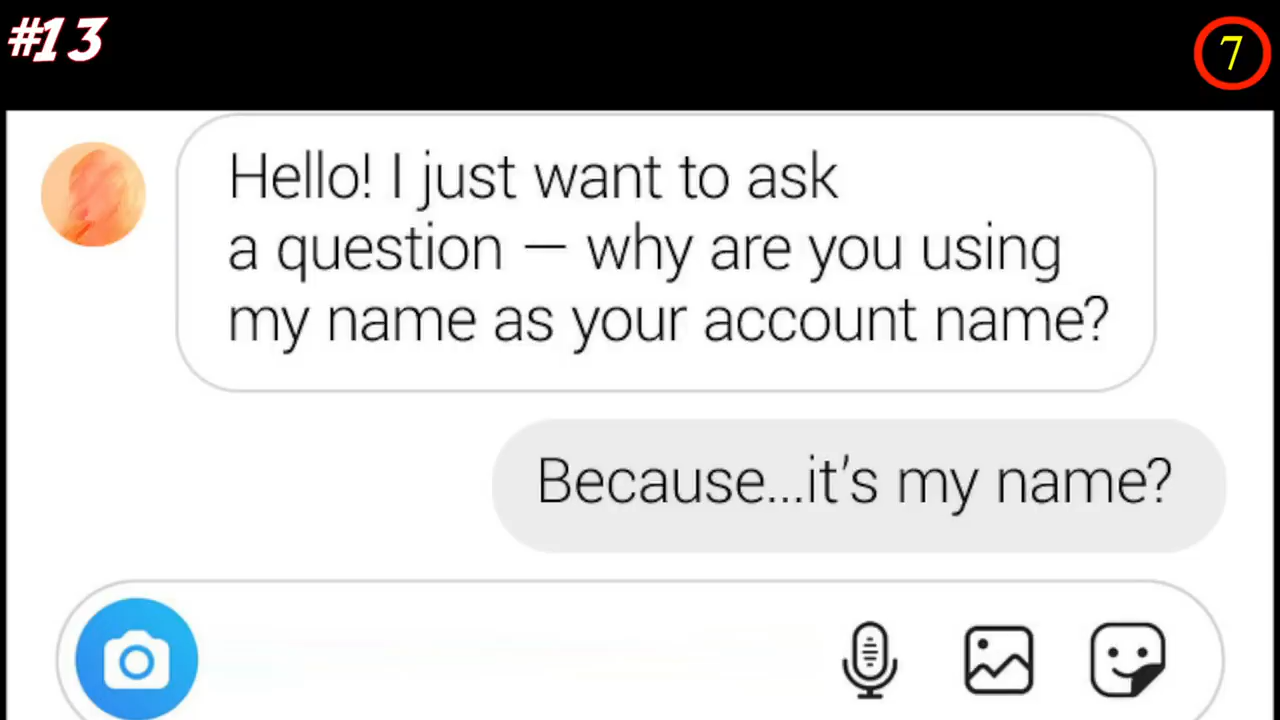 #13
7
Hello! I just want to ask
a question — why are you using
my name as your account name?
Because...it's my name?